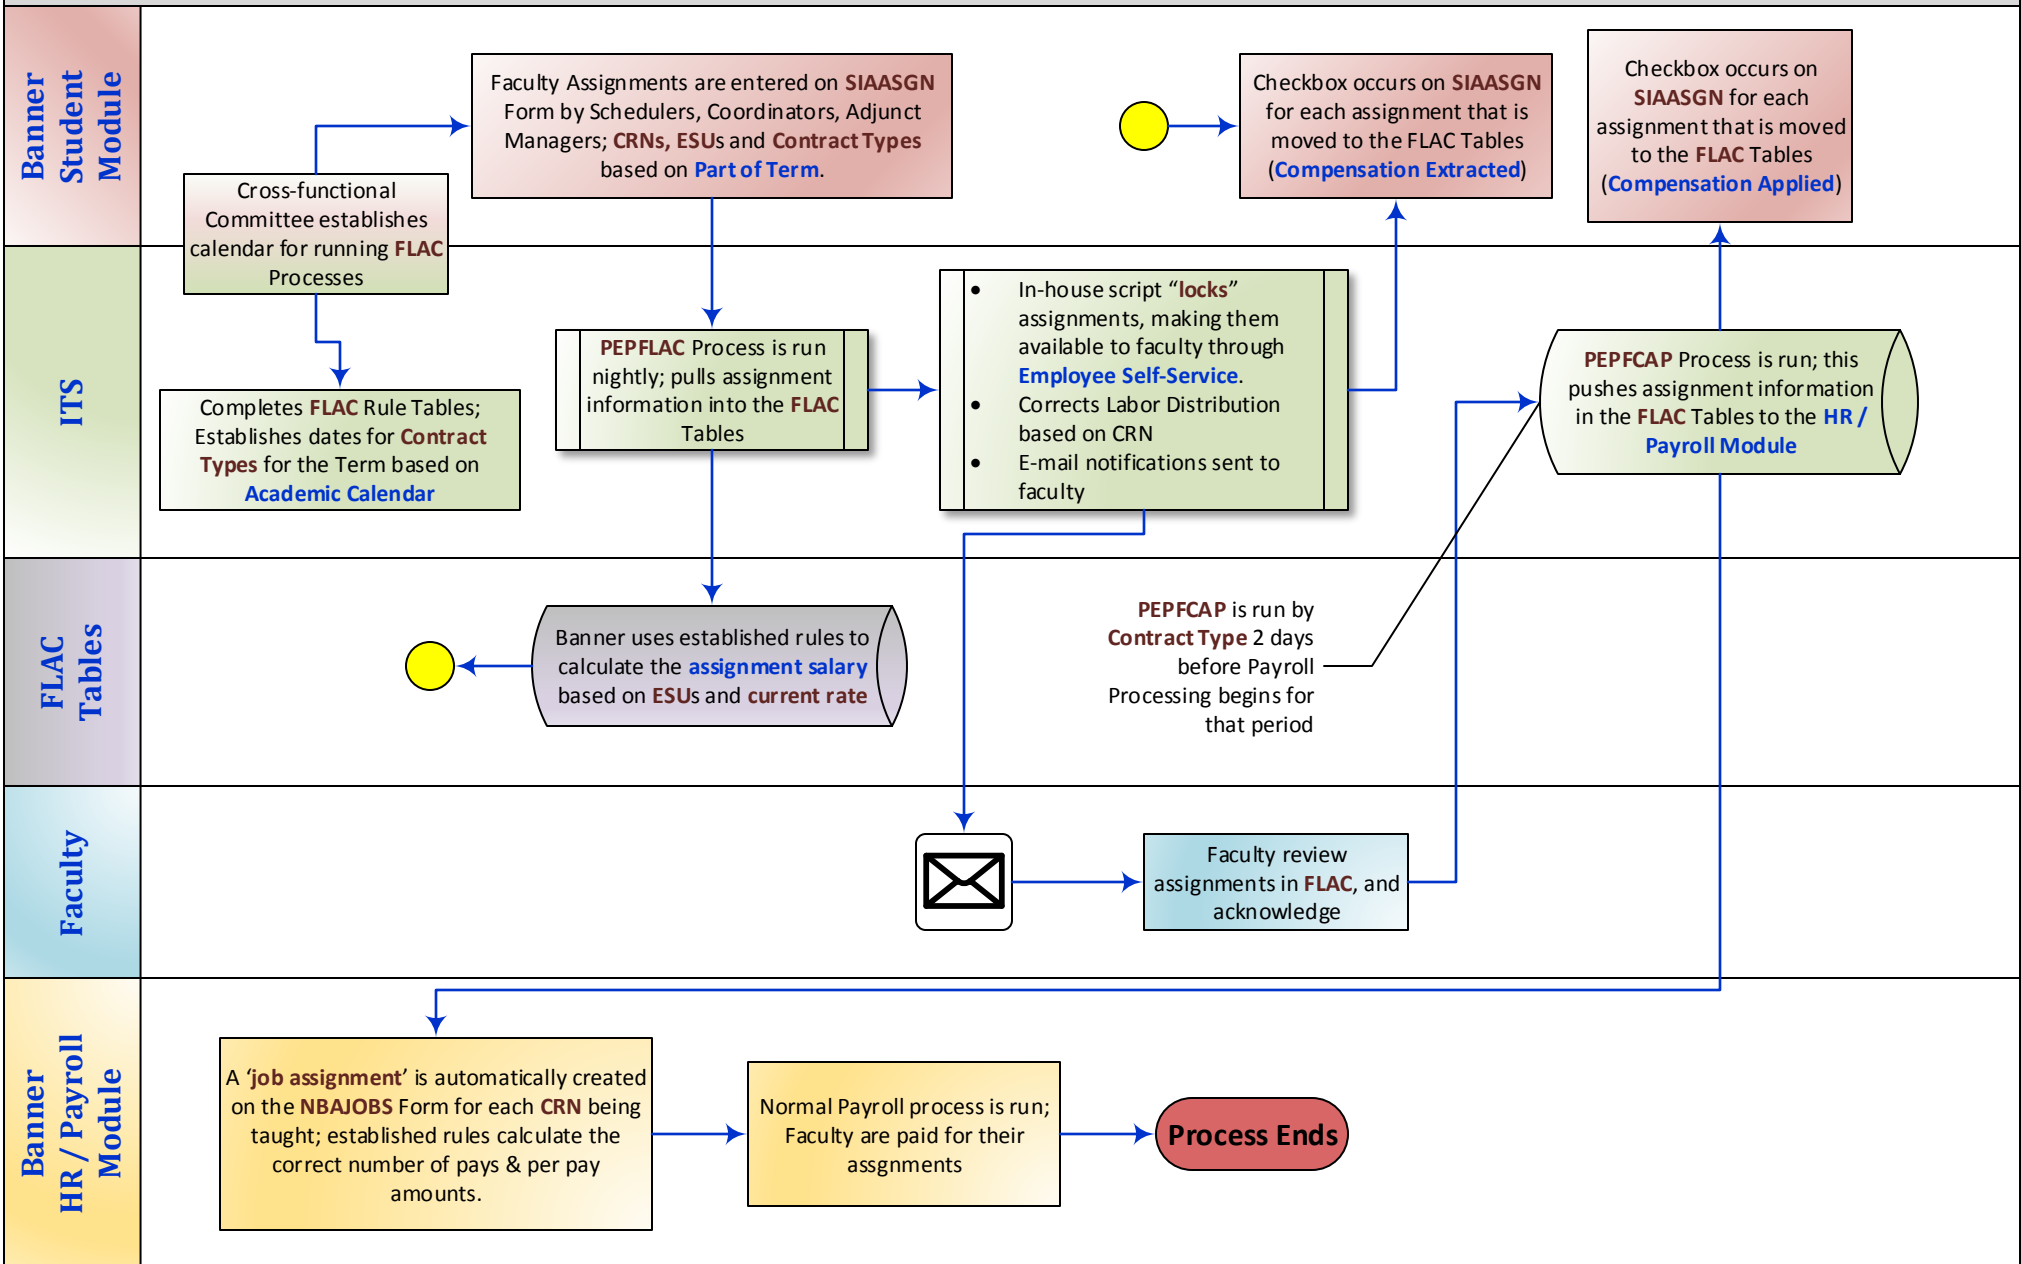 Banner
Student
Module
Cross-functional
Committee establishes
calendar for running FLAC
Processes
Faculty Assignments are entered on SIAASGN
Form by Schedulers, Coordinators, Adjunct
Managers; CRNs, ESUs and Contract Types
based on Part of Term.
Checkbox occurs on SIAASGN
for each assignment that is
moved to the FLAC Tables
(Compensation Extracted)
Checkbox occurs on
SIAASGN for each
assignment that is moved
to the FLAC Tables
(Compensation Applied)
ITS
Completes FLAC Rule Tables;
Establishes dates for Contract
Types for the Term based on
Academic Calendar
PEPFLAC Process is run
nightly; pulls assignment
information into the FLAC
Tables
• In-house script “locks”
assignments, making them
available to faculty through
Employee Self-Service.
• Corrects Labor Distribution
based on CRN
• E-mail notifications sent to
faculty
PEPFCAP Process is run; this
pushes assignment information
in the FLAC Tables to the HR /
Payroll Module
FLAC
Tables
Banner uses established rules to
calculate the assignment salary
based on ESUs and current rate
PEPFCAP is run by
Contract Type 2 days
before Payroll
Processing begins for
that period
Faculty
Faculty review
assignments in FLAC, and
acknowledge
Banner
HR / Payroll
Module
A ‘job assignment’ is automatically created
on the NBAJOBS Form for each CRN being
taught; established rules calculate the
correct number of pays & per pay
amounts.
Normal Payroll process is run;
Faculty are paid for their
assgnments
Process Ends